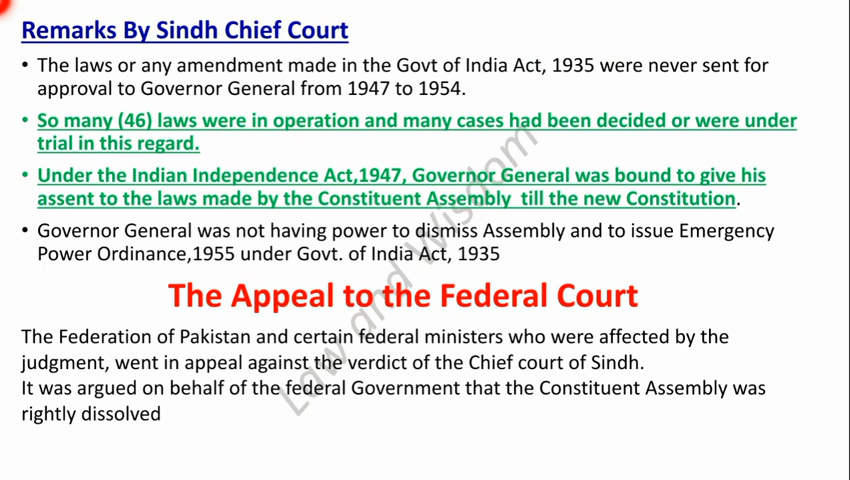 Remarks By Sindh Chief Court
• The laws or any amendment made in the Govt of India Act, 1935 were never sent for
approval to Governor General from 1947 to 1954.
• So many (46) laws were in operation and many cases had been decided or were under
trial in this regard.
• Under the Indian Independence Act,1947, Governor General was bound to give his
assent to the laws made by the Constituent Assembly till the new Constitution.
• Governor General was not having power to dismiss Assembly and to issue Emergency
Power Ordinance,1955 under Govt. of India Act, 1935
The Appeal to the Federal Court
The Federation of Pakistan and certain federal ministers who were affected by the
judgment, went in appeal against the verdict of the Chief court of Sindh.
It was argued on behalf of the federal Government that the Constituent Assembly was
rightly dissolved
Law and Wisdom